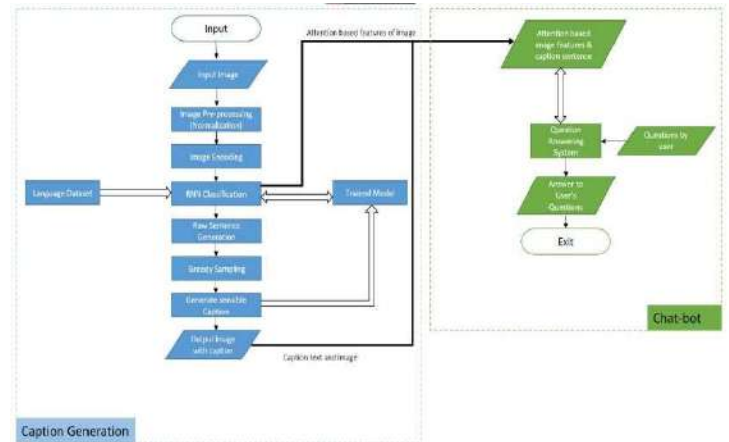 Input
Input Image
Image Pre-processing
(Normalization)
Image Encoding
Language Dataset
RNN Classification
Trained Model
Raw Sentence
Generation
Greedy Sampling
Generate sensible
Caption
Output Image
with caption
Caption Generation
Attention based features of image
Caption text and image
Attention based
image features &
caption sentence
Question
Answering
System
Questions by
user
Answer to
User's
Questions
Exit
Chat-bot